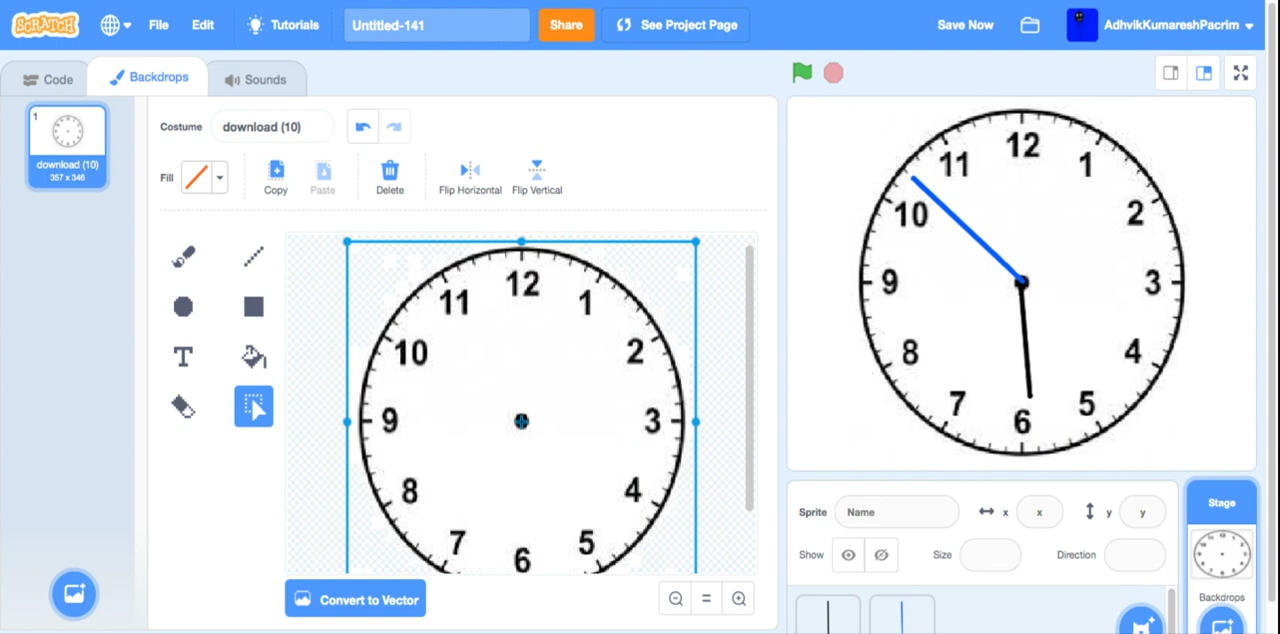 SCRATCH File Edit Tutorials Untitled-141 Share See Project Page Save Now AdhvikKumareshPacrim
Code Backdrops Sounds
1
download (10)
357 x 346
Costume download (10)
Fill Copy Paste Delete Flip Horizontal Flip Vertical
T
12
11 1
10 2
9 3
8 4
7 5
6
Convert to Vector
=
12
11 1
10 2
9 3
8 4
7 5
6
Sprite Name x x y y
Show Size Direction
Stage
Backdrops